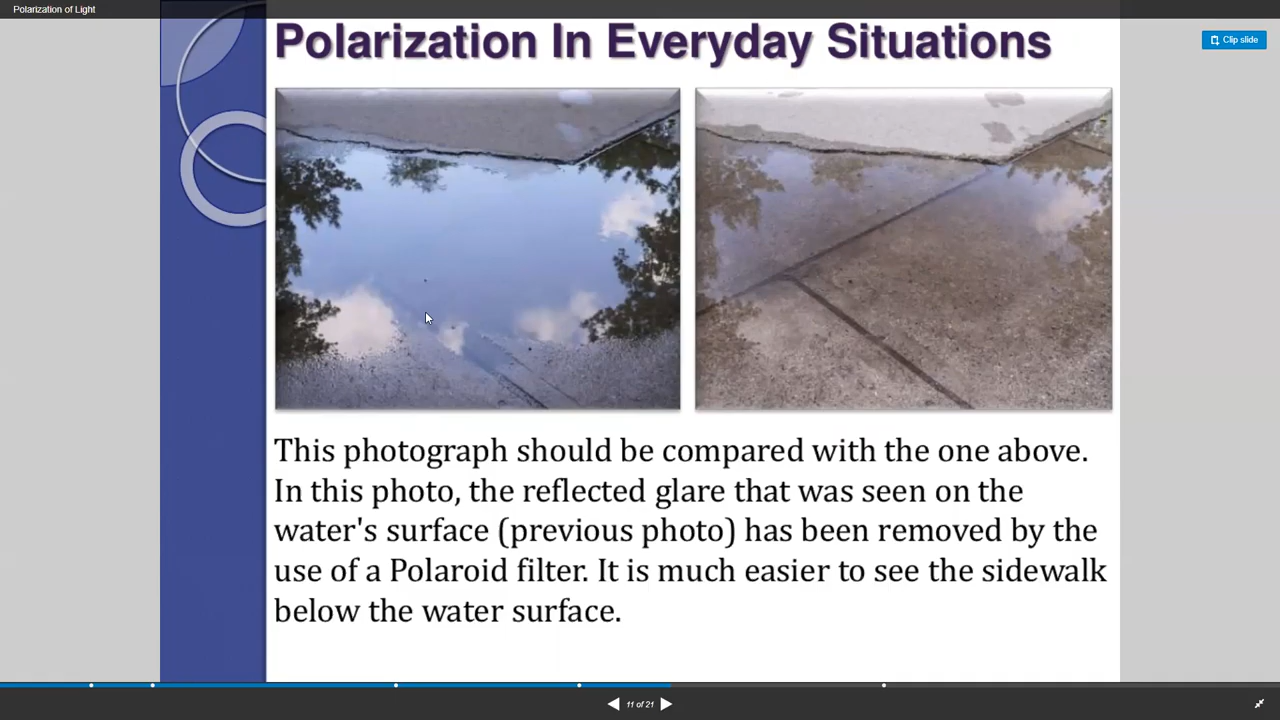 Polarization of Light
Clip slide
Polarization In Everyday Situations
This photograph should be compared with the one above.
In this photo, the reflected glare that was seen on the
water's surface (previous photo) has been removed by the
use of a Polaroid filter. It is much easier to see the sidewalk
below the water surface.
11 of 21